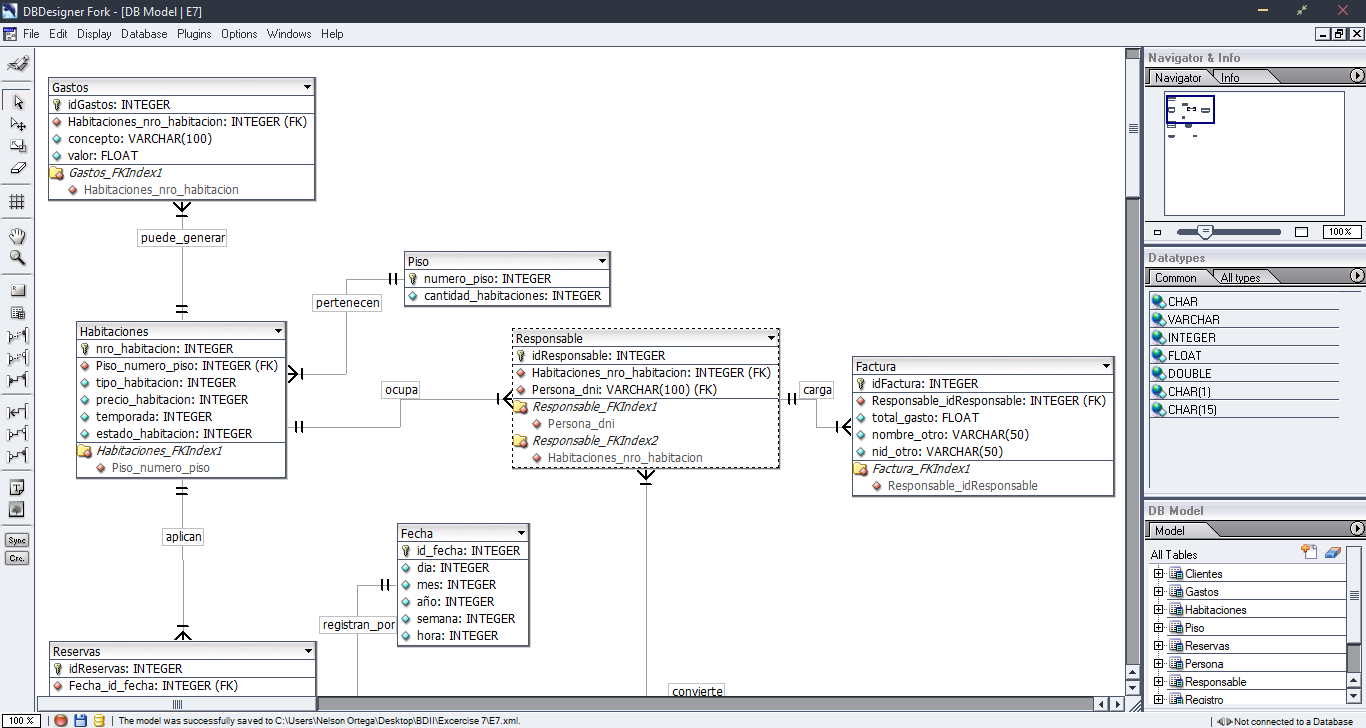 DBDesigner Fork - [DB Model | E7]
File Edit Display Database Plugins Options Windows Help
Gastos
idGastos: INTEGER
Habitaciones_nro_habitacion: INTEGER (FK)
concepto: VARCHAR(100)
valor: FLOAT
Gastos_FKIndex1
Habitaciones_nro_habitacion
puede_generar
Piso
numero_piso: INTEGER
cantidad_habitaciones: INTEGER
pertenecen
Habitaciones
nro_habitacion: INTEGER
Piso_numero_piso: INTEGER (FK)
tipo_habitacion: INTEGER
precio_habitacion: INTEGER
temporada: INTEGER
estado_habitacion: INTEGER
Habitaciones_FKIndex1
Piso_numero_piso
ocupa
Responsable
idResponsable: INTEGER
Habitaciones_nro_habitacion: INTEGER (FK)
Persona_dni: VARCHAR(100) (FK)
Responsable_FKIndex1
Persona_dni
Responsable_FKIndex2
Habitaciones_nro_habitacion
carga
Factura
idFactura: INTEGER
Responsable_idResponsable: INTEGER (FK)
total_gasto: FLOAT
nombre_otro: VARCHAR(50)
nid_otro: VARCHAR(50)
Factura_FKIndex1
Responsable_idResponsable
aplican
Fecha
id_fecha: INTEGER
dia: INTEGER
mes: INTEGER
año: INTEGER
semana: INTEGER
hora: INTEGER
registran_por
Reservas
idReservas: INTEGER
Fecha_id_fecha: INTEGER (FK)
convierte
Sync
Cre.
Navigator & Info
Navigator Info
100%
Datatypes
Common All types
CHAR
VARCHAR
INTEGER
FLOAT
DOUBLE
CHAR(1)
CHAR(15)
DB Model
Model
All Tables
Clientes
Gastos
Habitaciones
Piso
Reservas
Persona
Responsable
Registro
100 %
The model was successfully saved to C:\Users\Nelson Ortega\Desktop\BDII\Excercise 7\E7.xml.
Not connected to a Database